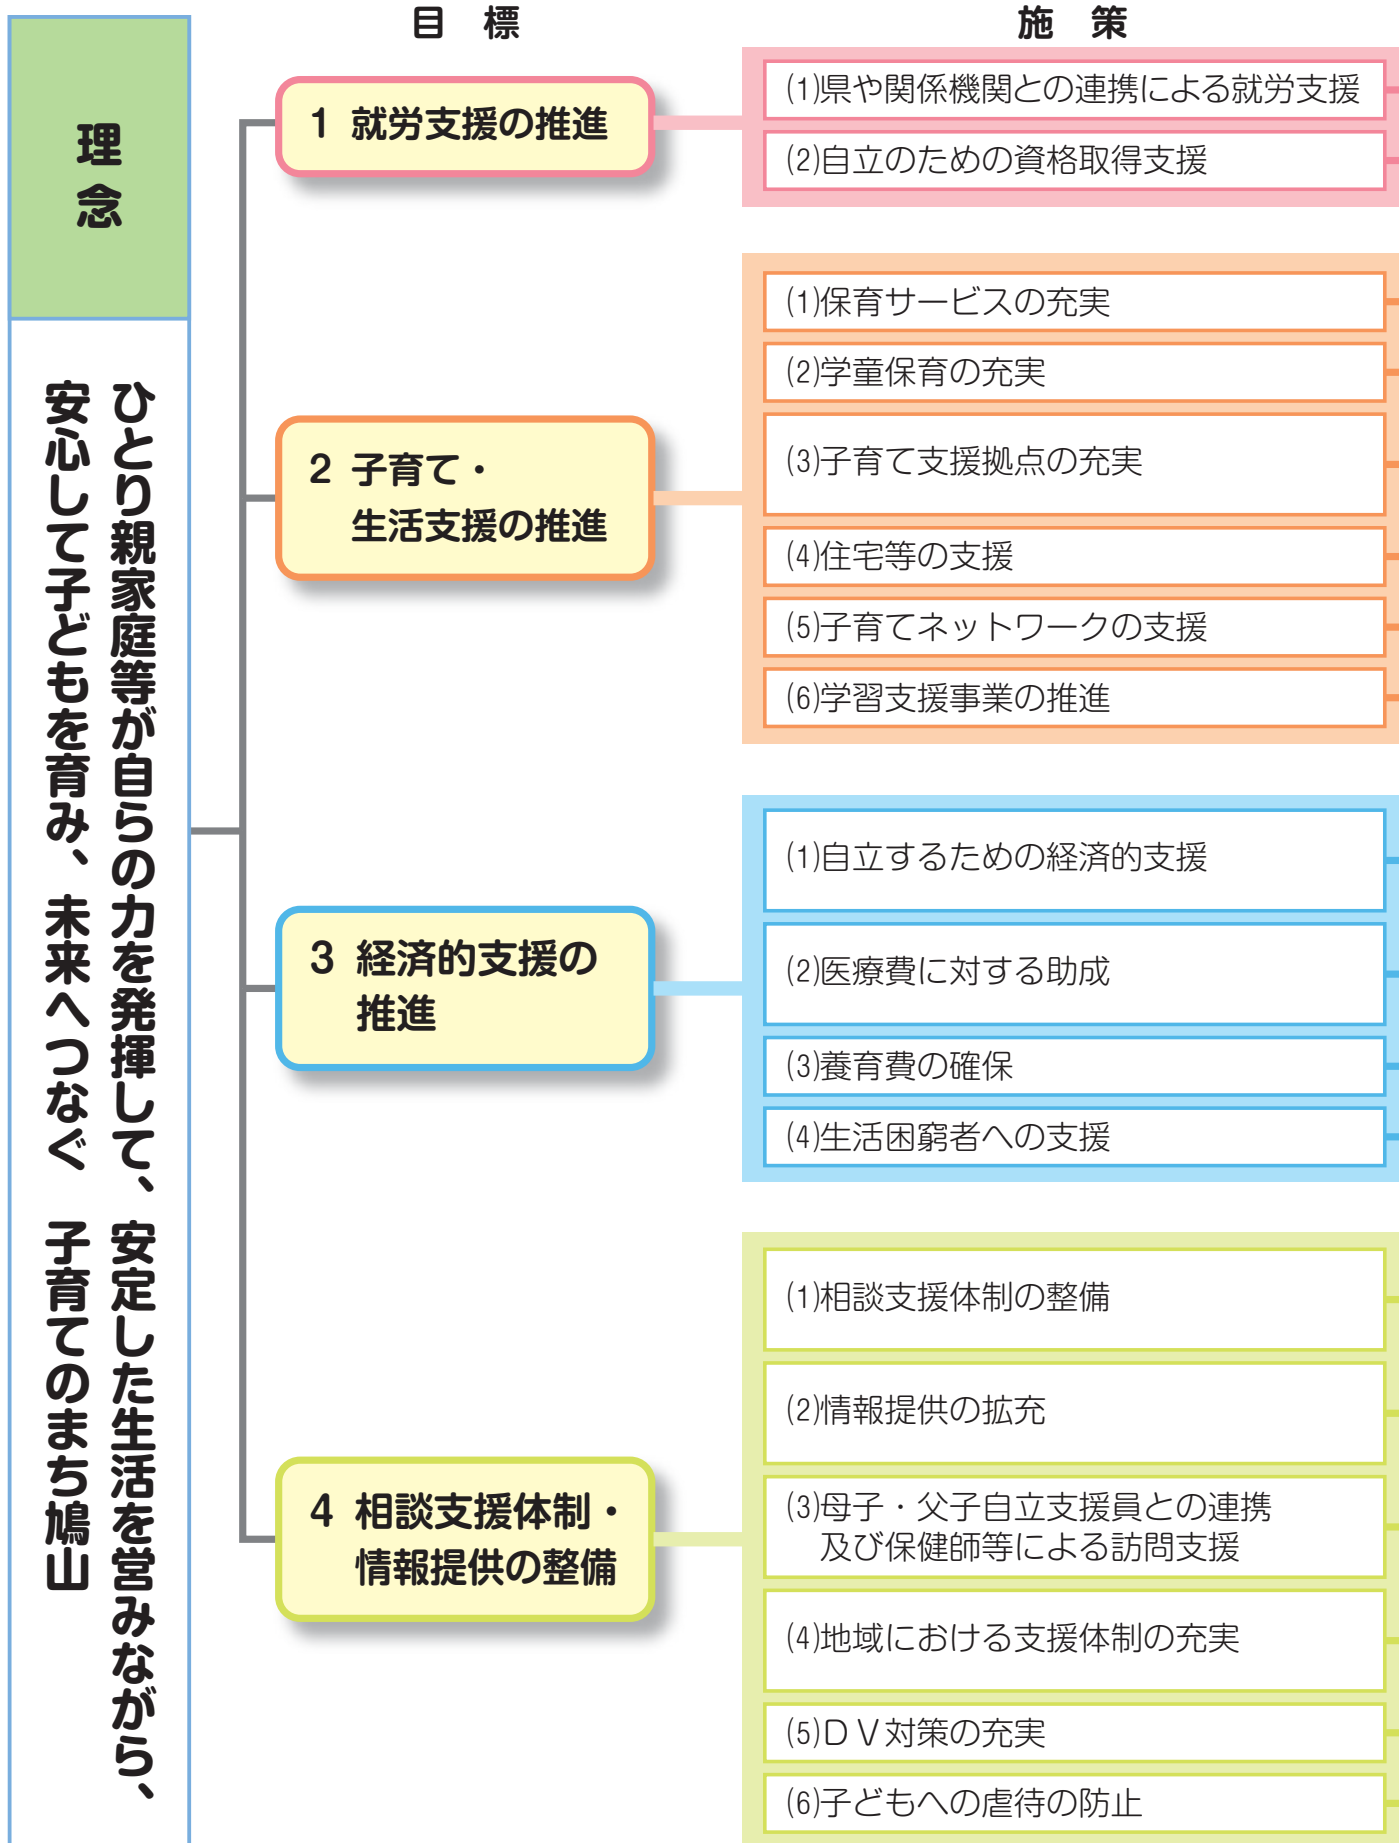 理念
ひとり親家庭等が自らの力を発揮して、安定した生活を営みながら、
安心して子どもを育み、未来へつなぐ　子育てのまち鳩山
目標
施策
1 就労支援の推進
(1)県や関係機関との連携による就労支援
(2)自立のための資格取得支援
2 子育て・
生活支援の推進
(1)保育サービスの充実
(2)学童保育の充実
(3)子育て支援拠点の充実
(4)住宅等の支援
(5)子育てネットワークの支援
(6)学習支援事業の推進
3 経済的支援の
推進
(1)自立するための経済的支援
(2)医療費に対する助成
(3)養育費の確保
(4)生活困窮者への支援
4 相談支援体制・
情報提供の整備
(1)相談支援体制の整備
(2)情報提供の拡充
(3)母子・父子自立支援員との連携
及び保健師等による訪問支援
(4)地域における支援体制の充実
(5)ＤＶ対策の充実
(6)子どもへの虐待の防止